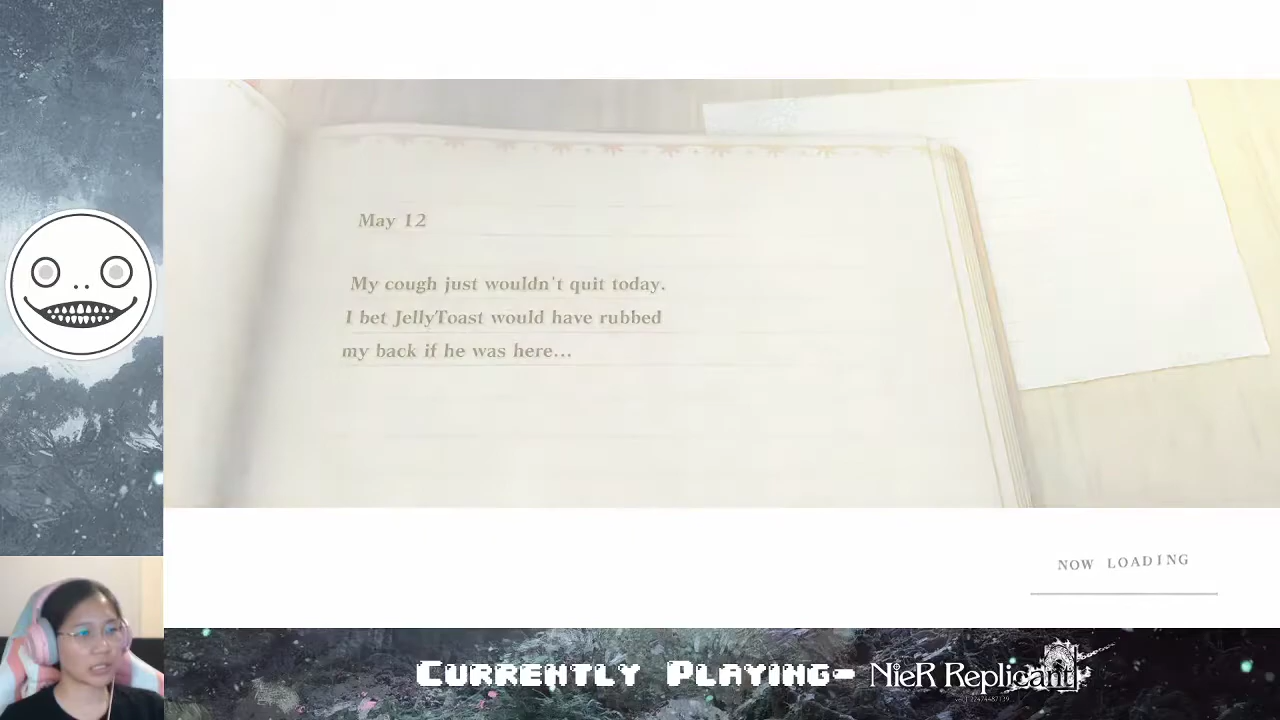 May 12
My cough just wouldn't quit today.
I bet JellyToast would have rubbed
my back if he was here...
NOW LOADING
CURRENTLY PLAYING-
NieR Replicant